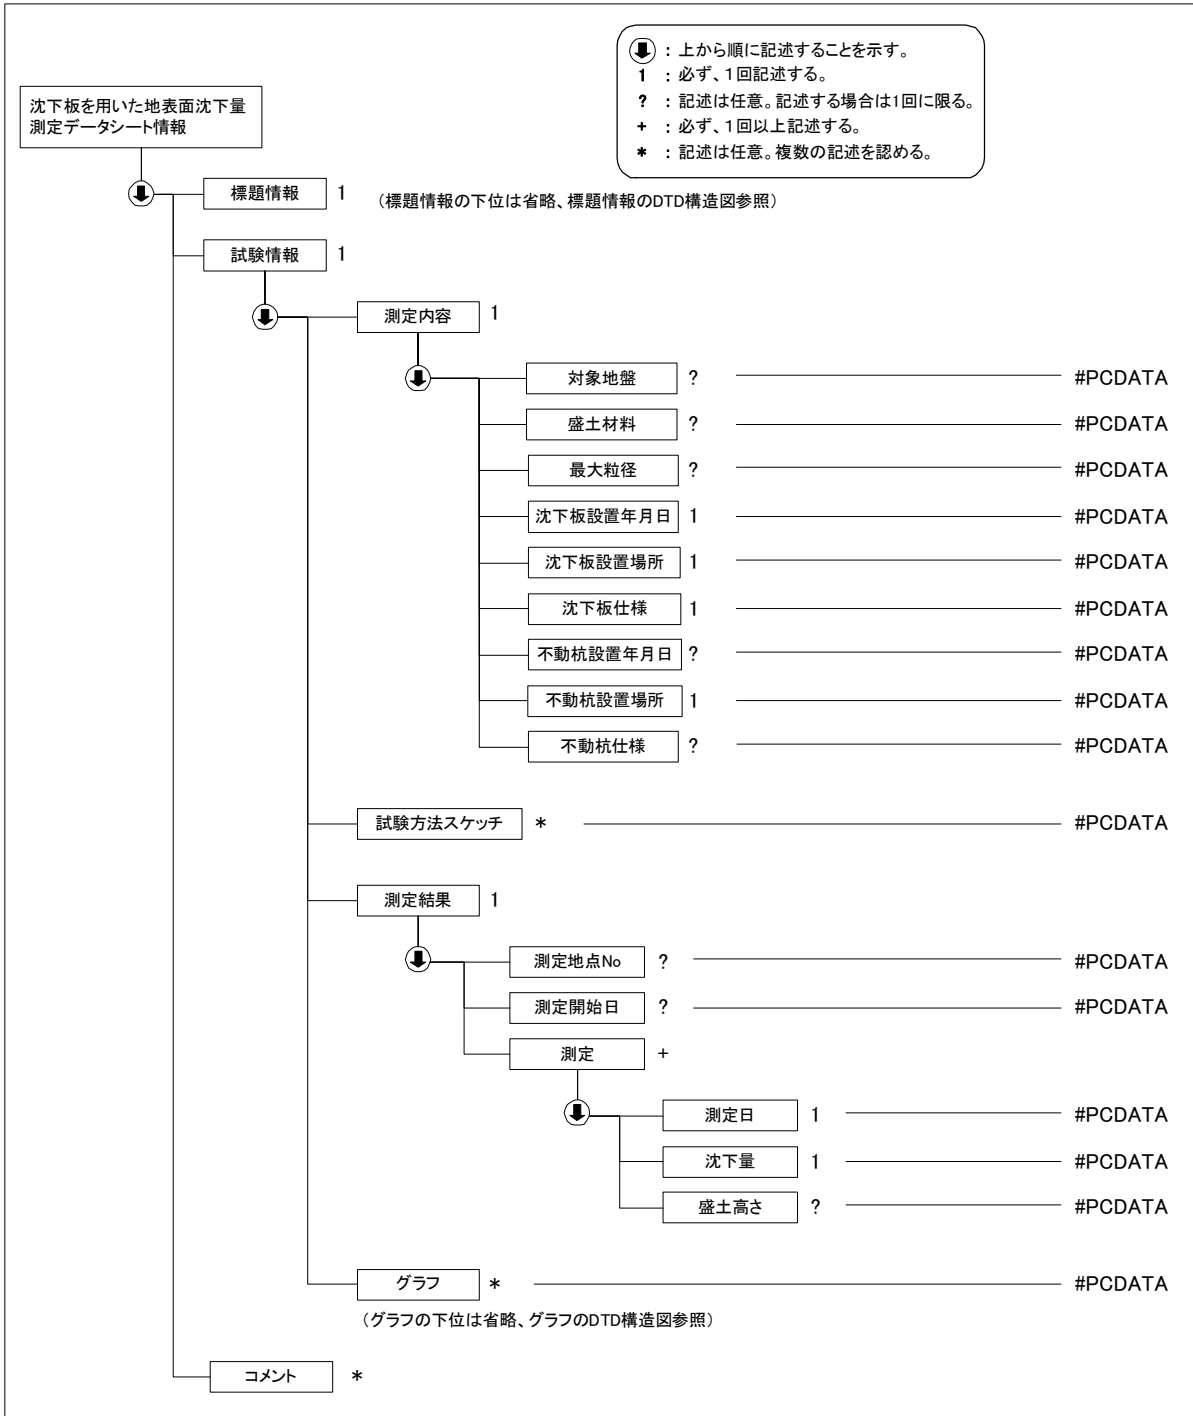 ：上から順に記述することを示す。
1 ：必ず、1回記述する。
? ：記述は任意。記述する場合は1回に限る。
+ ：必ず、1回以上記述する。
* ：記述は任意。複数の記述を認める。
沈下板を用いた地表面沈下量
測定データシート情報
標題情報 1 （標題情報の下位は省略、標題情報のDTD構造図参照）
試験情報 1
測定内容 1
対象地盤 ? #PCDATA
盛土材料 ? #PCDATA
最大粒径 ? #PCDATA
沈下板設置年月日 1 #PCDATA
沈下板設置場所 1 #PCDATA
沈下板仕様 1 #PCDATA
不動杭設置年月日 ? #PCDATA
不動杭設置場所 1 #PCDATA
不動杭仕様 ? #PCDATA
試験方法スケッチ * #PCDATA
測定結果 1
測定地点No ? #PCDATA
測定開始日 ? #PCDATA
測定 +
測定日 1 #PCDATA
沈下量 1 #PCDATA
盛土高さ ? #PCDATA
グラフ * #PCDATA
（グラフの下位は省略、グラフのDTD構造図参照）
コメント *